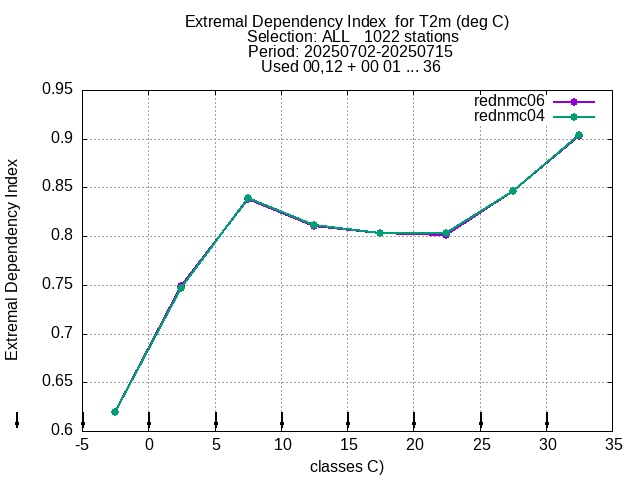 Extremal Dependency Index  for T2m (deg C)
Selection: ALL   1022 stations
Period: 20250702-20250715
Used 00,12 + 00 01 ... 36
rednmc06
rednmc04
Extremal Dependency Index
0.95
0.9
0.85
0.8
0.75
0.7
0.65
0.6
-5 0 5 10 15 20 25 30 35
classes C)